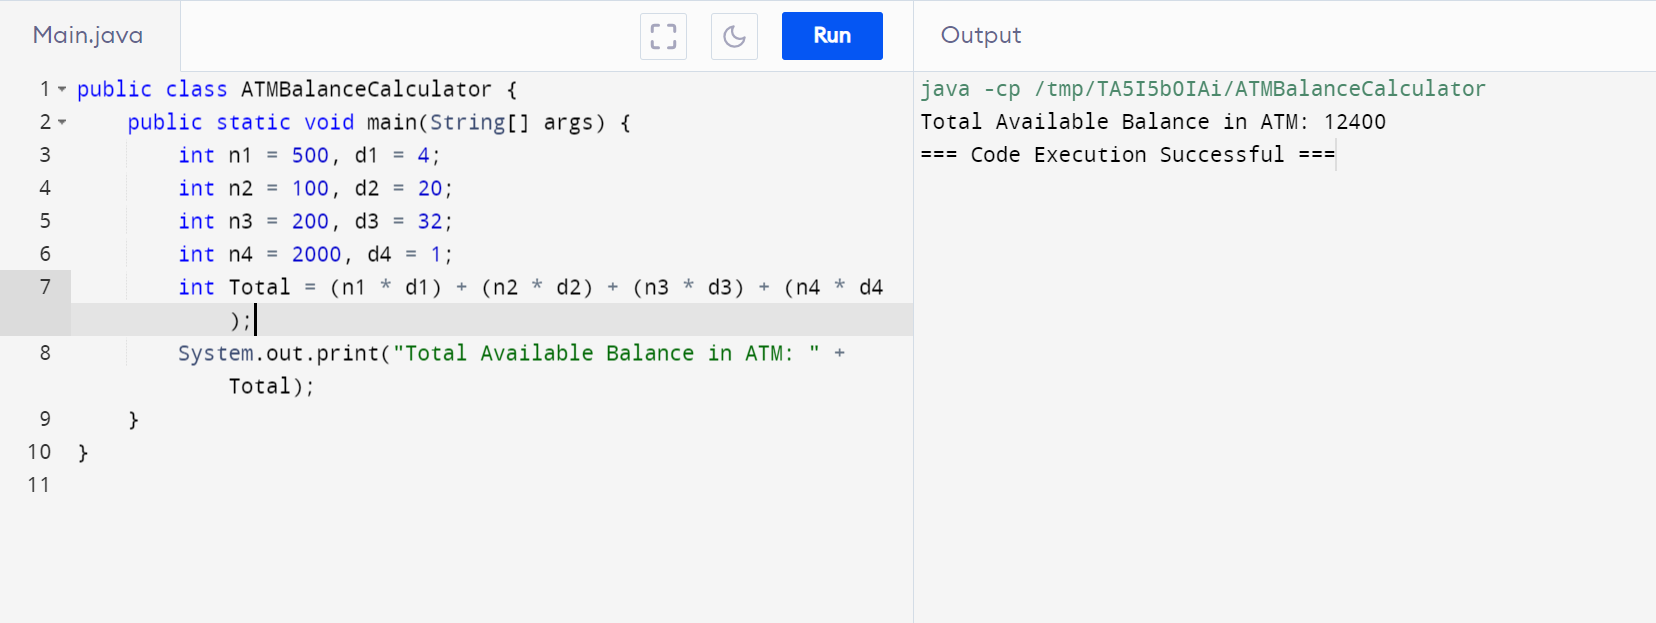 Main.java
Run
Output
1 public class ATMBalanceCalculator {
2 public static void main(String[] args) {
3 int n1 = 500, d1 = 4;
4 int n2 = 100, d2 = 20;
5 int n3 = 200, d3 = 32;
6 int n4 = 2000, d4 = 1;
7 int Total = (n1 * d1) + (n2 * d2) + (n3 * d3) + (n4 * d4
);
8 System.out.print("Total Available Balance in ATM: " +
Total);
9 }
10 }
11
java -cp /tmp/TA5I5bOIAi/ATMBalanceCalculator
Total Available Balance in ATM: 12400
=== Code Execution Successful ===